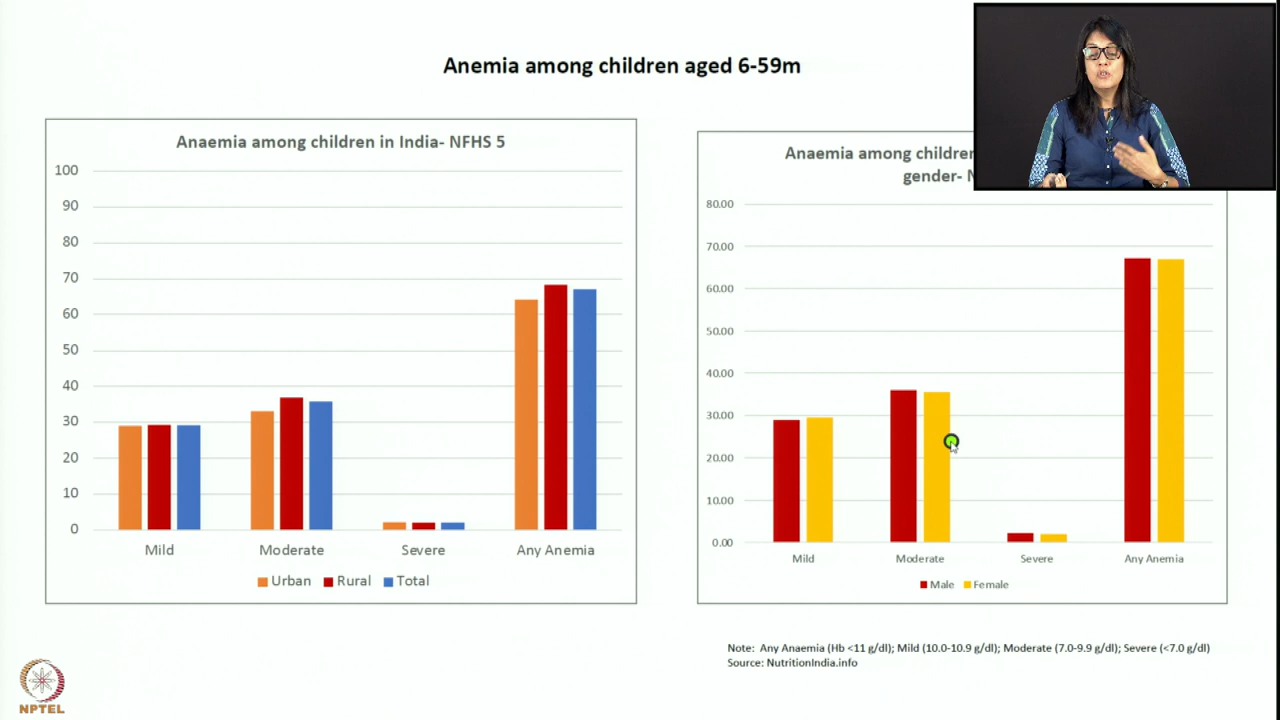 Anemia among children aged 6-59m
Anaemia among children in India- NFHS 5
100
90
80
70
60
50
40
30
20
10
0
Mild Moderate Severe Any Anemia
Urban Rural Total
Anaemia among children
gender-
80.00
70.00
60.00
50.00
40.00
30.00
20.00
10.00
0.00
Mild Moderate Severe Any Anemia
Male Female
Note: Any Anaemia (Hb <11 g/dl); Mild (10.0-10.9 g/dl); Moderate (7.0-9.9 g/dl); Severe (<7.0 g/dl)
Source: NutritionIndia.info
NPTEL